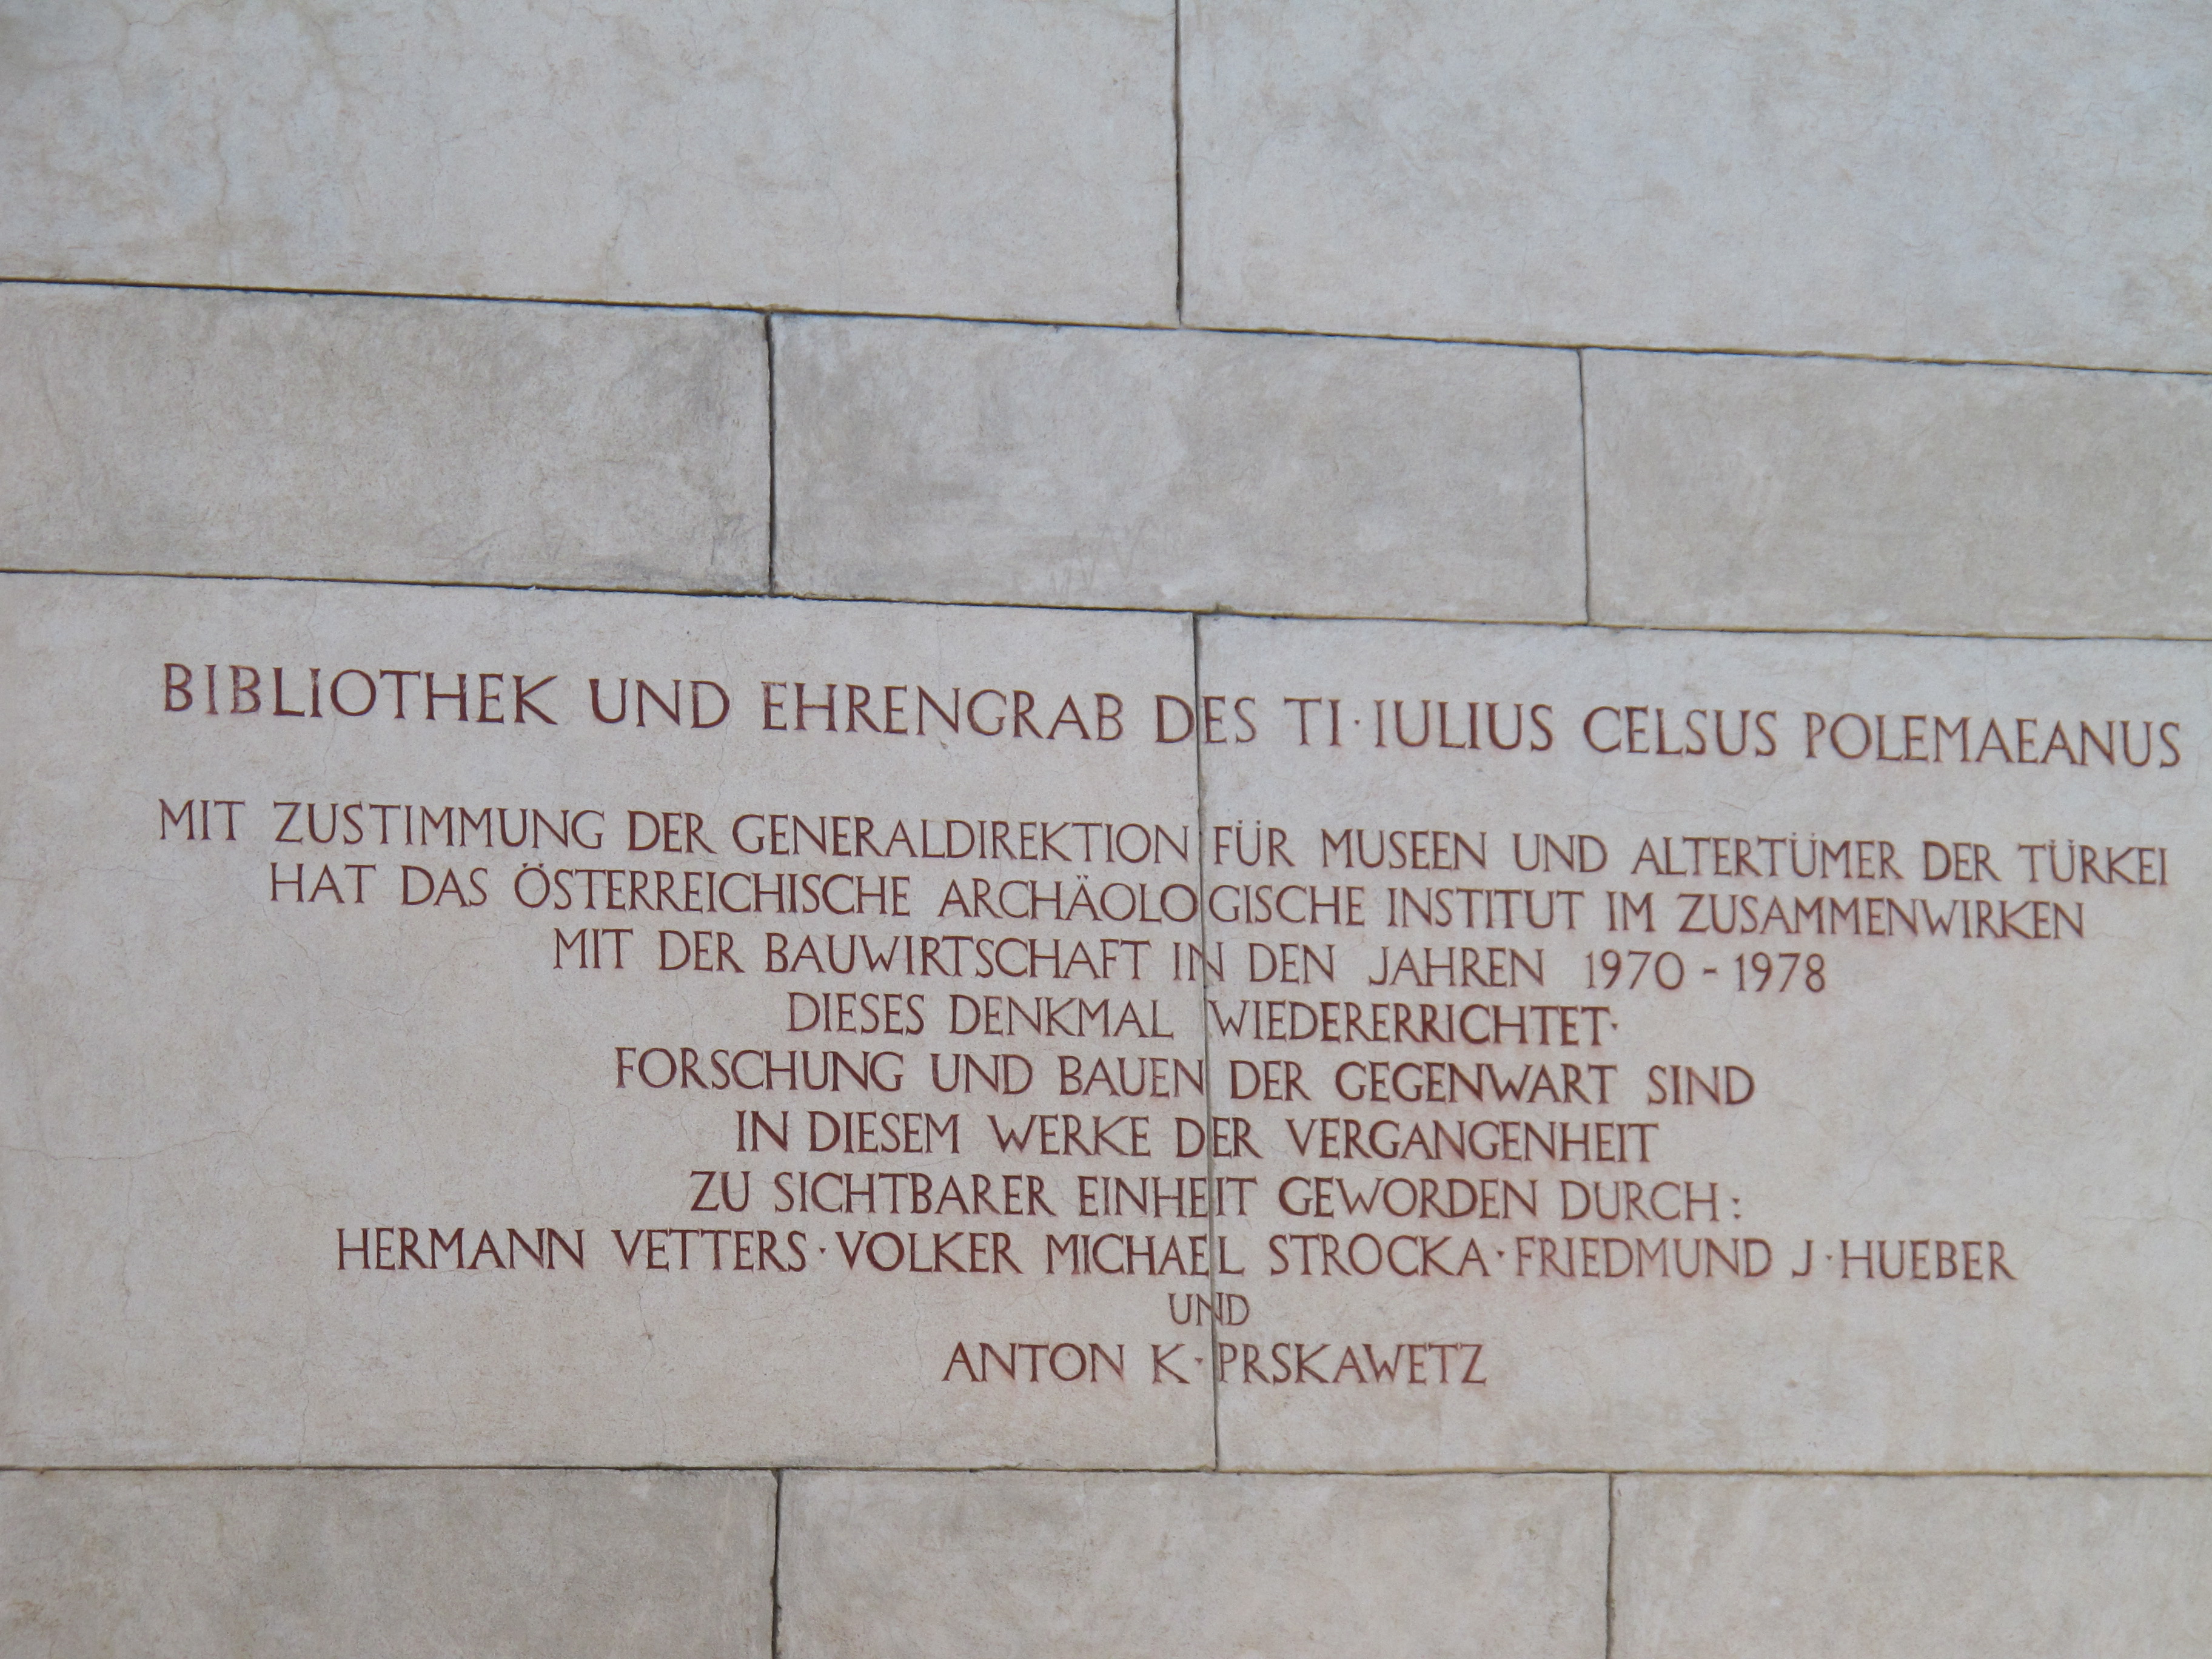 BIBLIOTHEK UND EHRENGRAB DES TI·IULIUS CELSUS POLEMAEANUS
MIT ZUSTIMMUNG DER GENERALDIREKTION FÜR MUSEEN UND ALTERTÜMER DER TÜRKEI
HAT DAS ÖSTERREICHISCHE ARCHÄOLOGISCHE INSTITUT IM ZUSAMMENWIRKEN
MIT DER BAUWIRTSCHAFT IN DEN JAHREN 1970 - 1978
DIESES DENKMAL WIEDERERRICHTET·
FORSCHUNG UND BAUEN DER GEGENWART SIND
IN DIESEM WERKE DER VERGANGENHEIT
ZU SICHTBARER EINHEIT GEWORDEN DURCH:
HERMANN VETTERS·VOLKER MICHAEL STROCKA·FRIEDMUND J·HUEBER
UND
ANTON K·PRSKAWETZ